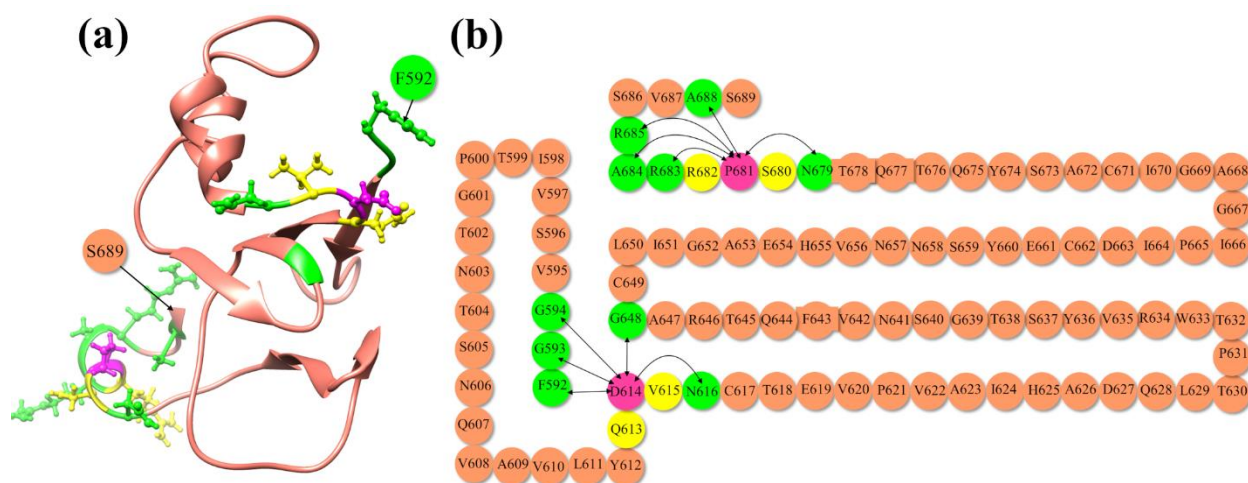 (a)
F592
S689
(b)
S686 V687 A688 S689
R685
A684 R683 R682 P681 S680 N679 T678 Q677 T676 Q675 Y674 S673 A672 C671 I670 G669 A668
G667
L650 I651 G652 A653 E654 H655 V656 N657 N658 S659 Y660 E661 C662 D663 I664 P665 I666
C649
G648 A647 R646 T645 Q644 F643 V642 N641 S640 G639 T638 S637 Y636 V635 R634 W633 T632
P631
D614 V615 N616 C617 T618 E619 V620 P621 V622 A623 I624 H625 A626 D627 Q628 L629 T630
Q613
P600 T599 I598
G601 V597
T602 S596
N603 V595
T604 G594
S605 G593
N606 F592
Q607
V608 A609 V610 L611 Y612